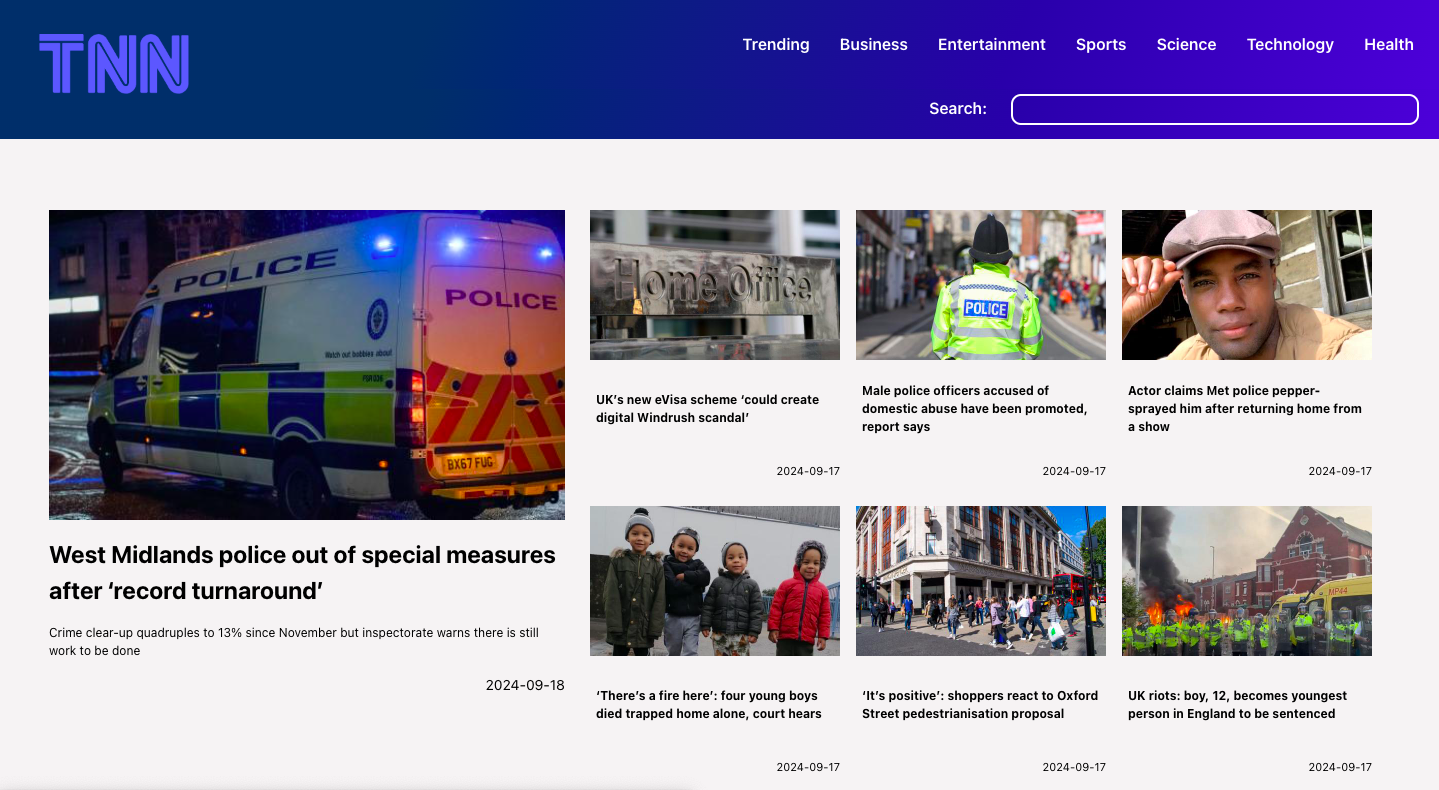 TNN
Trending Business Entertainment Sports Science Technology Health
Search:
POLICE
POLICE
Watch out bobbies about
BX67 FUG
Home Office
POLICE
UK’s new eVisa scheme ‘could create
digital Windrush scandal’
Male police officers accused of
domestic abuse have been promoted,
report says
Actor claims Met police pepper-
sprayed him after returning home from
a show
2024-09-17
2024-09-17
2024-09-17
West Midlands police out of special measures
after ‘record turnaround’
Crime clear-up quadruples to 13% since November but inspectorate warns there is still
work to be done
2024-09-18
MP44
‘There’s a fire here’: four young boys
died trapped home alone, court hears
‘It’s positive’: shoppers react to Oxford
Street pedestrianisation proposal
UK riots: boy, 12, becomes youngest
person in England to be sentenced
2024-09-17
2024-09-17
2024-09-17